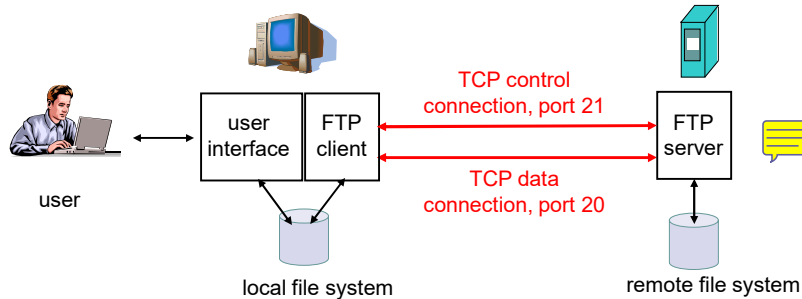 TCP control
connection, port 21
user
interface
FTP
client
FTP
server
TCP data
connection, port 20
user
local file system
remote file system